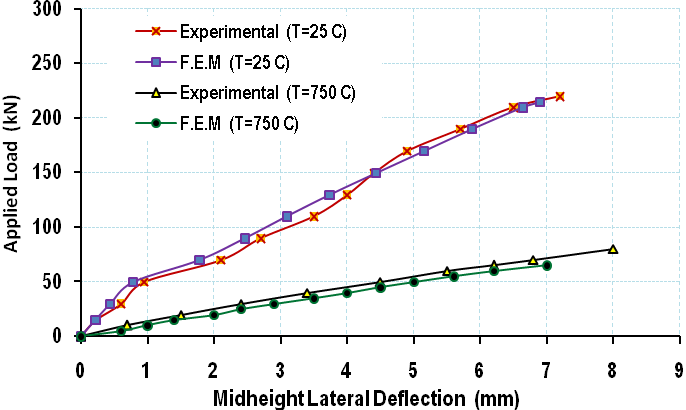 300
250
200
150
100
50
0
Applied Load (kN)
Experimental (T=25 C)
F.E.M (T=25 C)
Experimental (T=750 C)
F.E.M (T=750 C)
0 1 2 3 4 5 6 7 8 9
Midheight Lateral Deflection (mm)